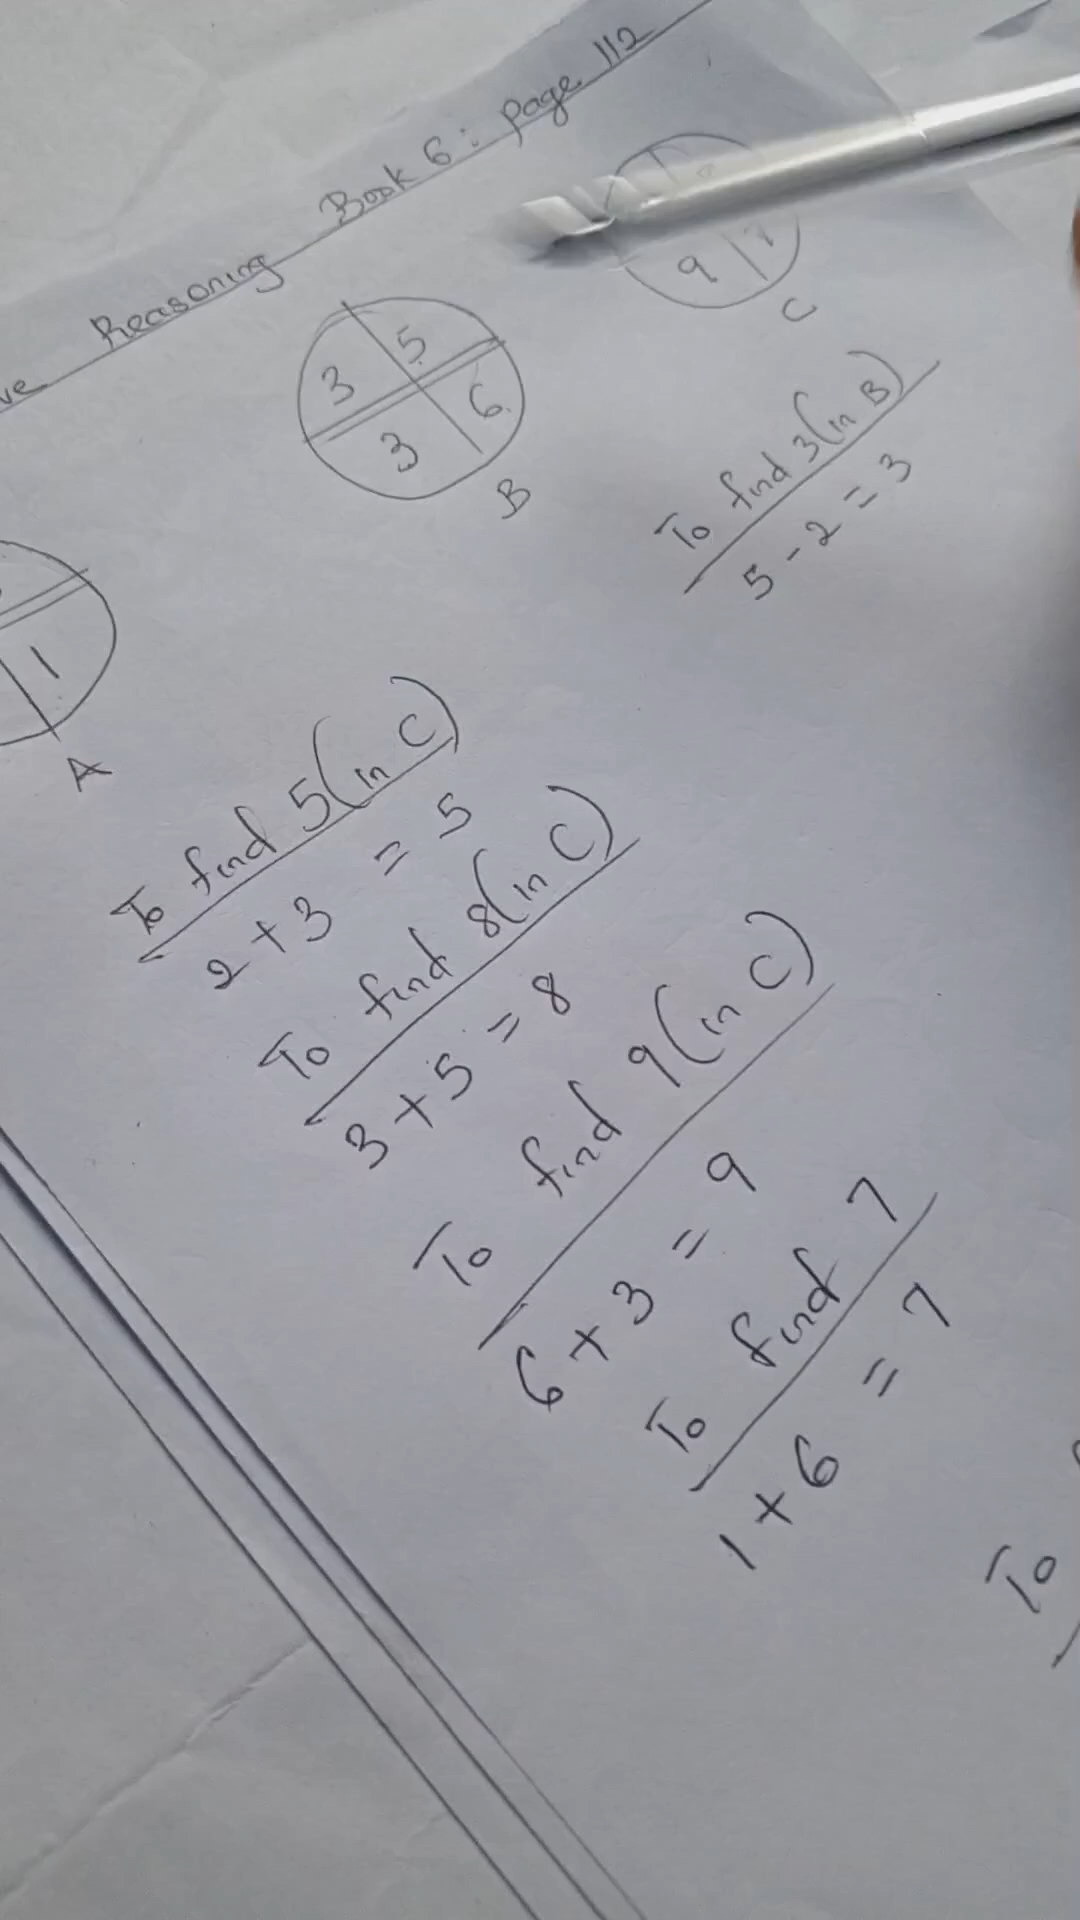 Reasoning Book 6: page 112
3 5
3 6
B
9 7
C
1
A
To find 3 (in B)
5 - 2 = 3
To find 5 (in C)
2 + 3 = 5
To find 8 (in C)
3 + 5 = 8
To find 9 (in C)
6 + 3 = 9
To find 7
1 + 6 = 7
To